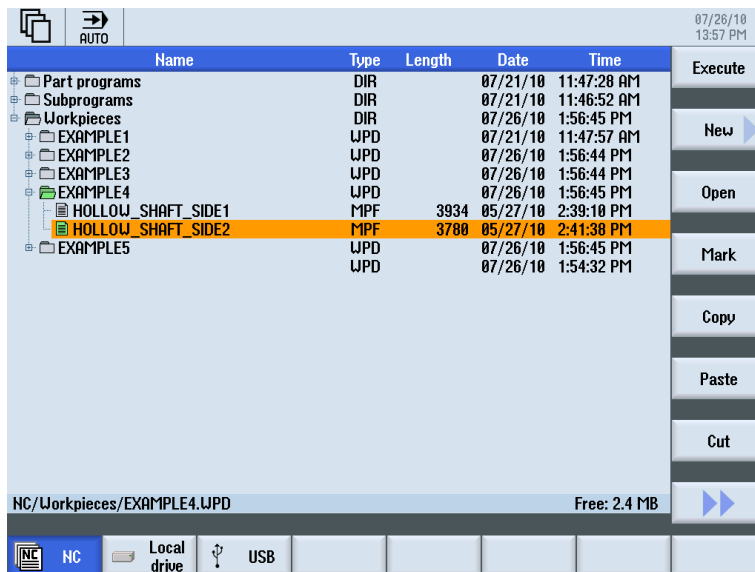 07/26/10
13:57 PM
AUTO
Name Type Length Date Time
Part programs DIR 07/21/10 11:47:28 AM
Subprograms DIR 07/21/10 11:46:52 AM
Workpieces DIR 07/26/10 1:56:45 PM
EXAMPLE1 WPD 07/21/10 11:47:57 AM
EXAMPLE2 WPD 07/26/10 1:56:44 PM
EXAMPLE3 WPD 07/26/10 1:56:44 PM
EXAMPLE4 WPD 07/26/10 1:56:45 PM
HOLLOW_SHAFT_SIDE1 MPF 3934 05/27/10 2:39:10 PM
HOLLOW_SHAFT_SIDE2 MPF 3780 05/27/10 2:41:38 PM
EXAMPLE5 WPD 07/26/10 1:56:45 PM
WPD 07/26/10 1:54:32 PM
NC/Workpieces/EXAMPLE4.WPD Free: 2.4 MB
Execute
New
Open
Mark
Copy
Paste
Cut
NC NC
Local
drive
USB